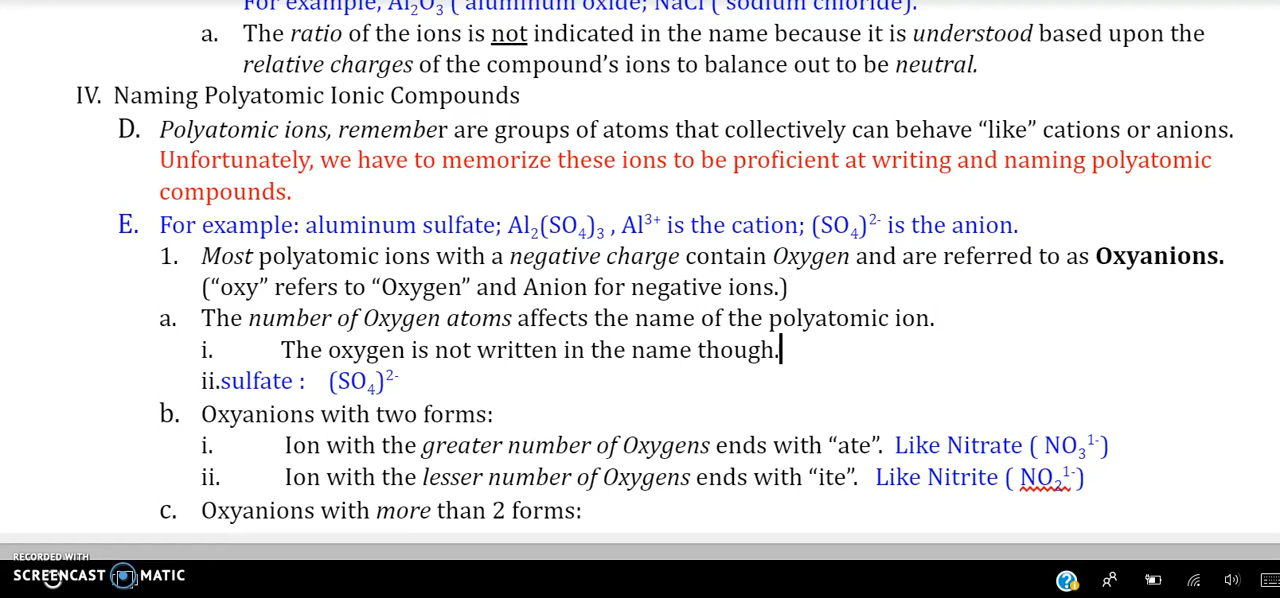 For example, Al₂O₃ ( aluminum oxide; NaCl ( sodium chloride).
a. The ratio of the ions is not indicated in the name because it is understood based upon the
relative charges of the compound’s ions to balance out to be neutral.
IV. Naming Polyatomic Ionic Compounds
D. Polyatomic ions, remember are groups of atoms that collectively can behave “like” cations or anions.
Unfortunately, we have to memorize these ions to be proficient at writing and naming polyatomic
compounds.
E. For example: aluminum sulfate; Al₂(SO₄)₃ , Al³⁺ is the cation; (SO₄)²⁻ is the anion.
1. Most polyatomic ions with a negative charge contain Oxygen and are referred to as Oxyanions.
(“oxy” refers to “Oxygen” and Anion for negative ions.)
a. The number of Oxygen atoms affects the name of the polyatomic ion.
i. The oxygen is not written in the name though.
ii.sulfate : (SO₄)²⁻
b. Oxyanions with two forms:
i. Ion with the greater number of Oxygens ends with “ate”. Like Nitrate ( NO₃¹⁻)
ii. Ion with the lesser number of Oxygens ends with “ite”. Like Nitrite ( NO₂¹⁻)
c. Oxyanions with more than 2 forms:
RECORDED WITH
SCREENCAST MATIC